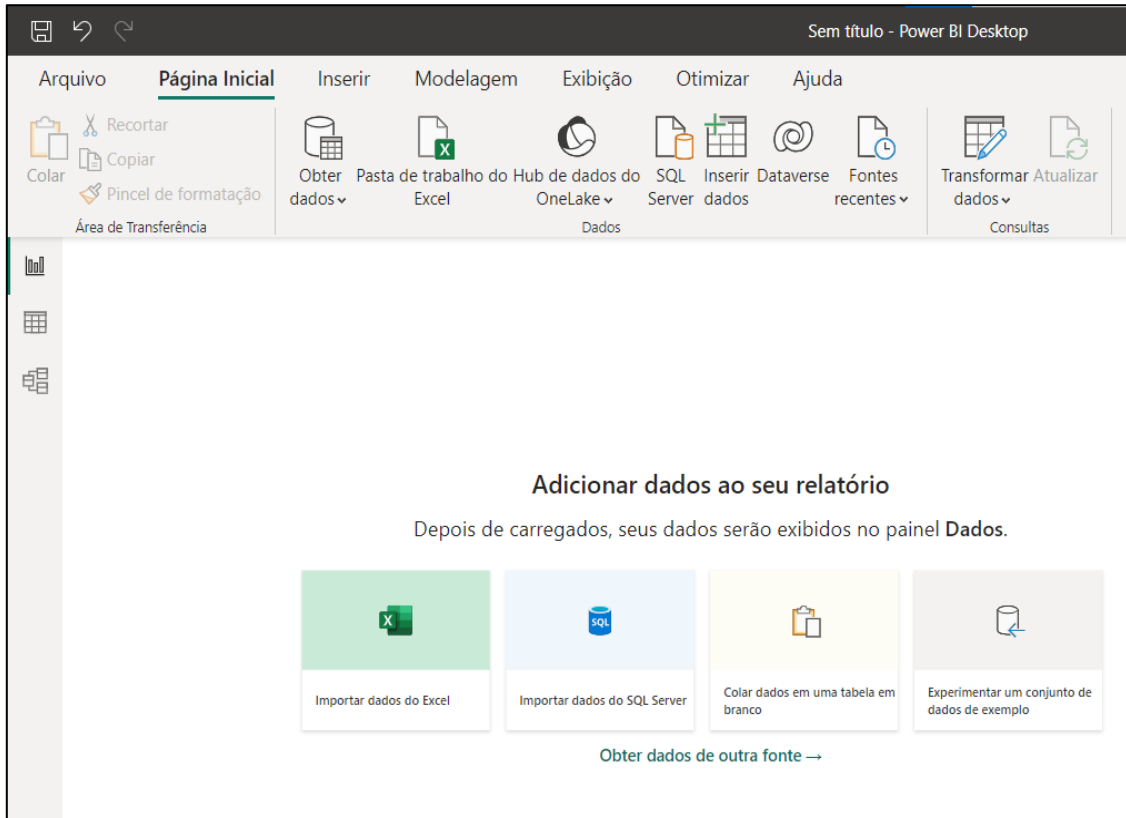 Sem título - Power BI Desktop
Arquivo Página Inicial Inserir Modelagem Exibição Otimizar Ajuda
Colar
Recortar
Copiar
Pincel de formatação
Área de Transferência
Obter
dados
Pasta de trabalho do
Excel
Hub de dados do
OneLake
SQL
Server
Inserir
dados
Dataverse
Fontes
recentes
Dados
Transformar
dados
Atualizar
Consultas
Adicionar dados ao seu relatório
Depois de carregados, seus dados serão exibidos no painel Dados.
X
SQL
Importar dados do Excel
Importar dados do SQL Server
Colar dados em uma tabela em
branco
Experimentar um conjunto de
dados de exemplo
Obter dados de outra fonte →